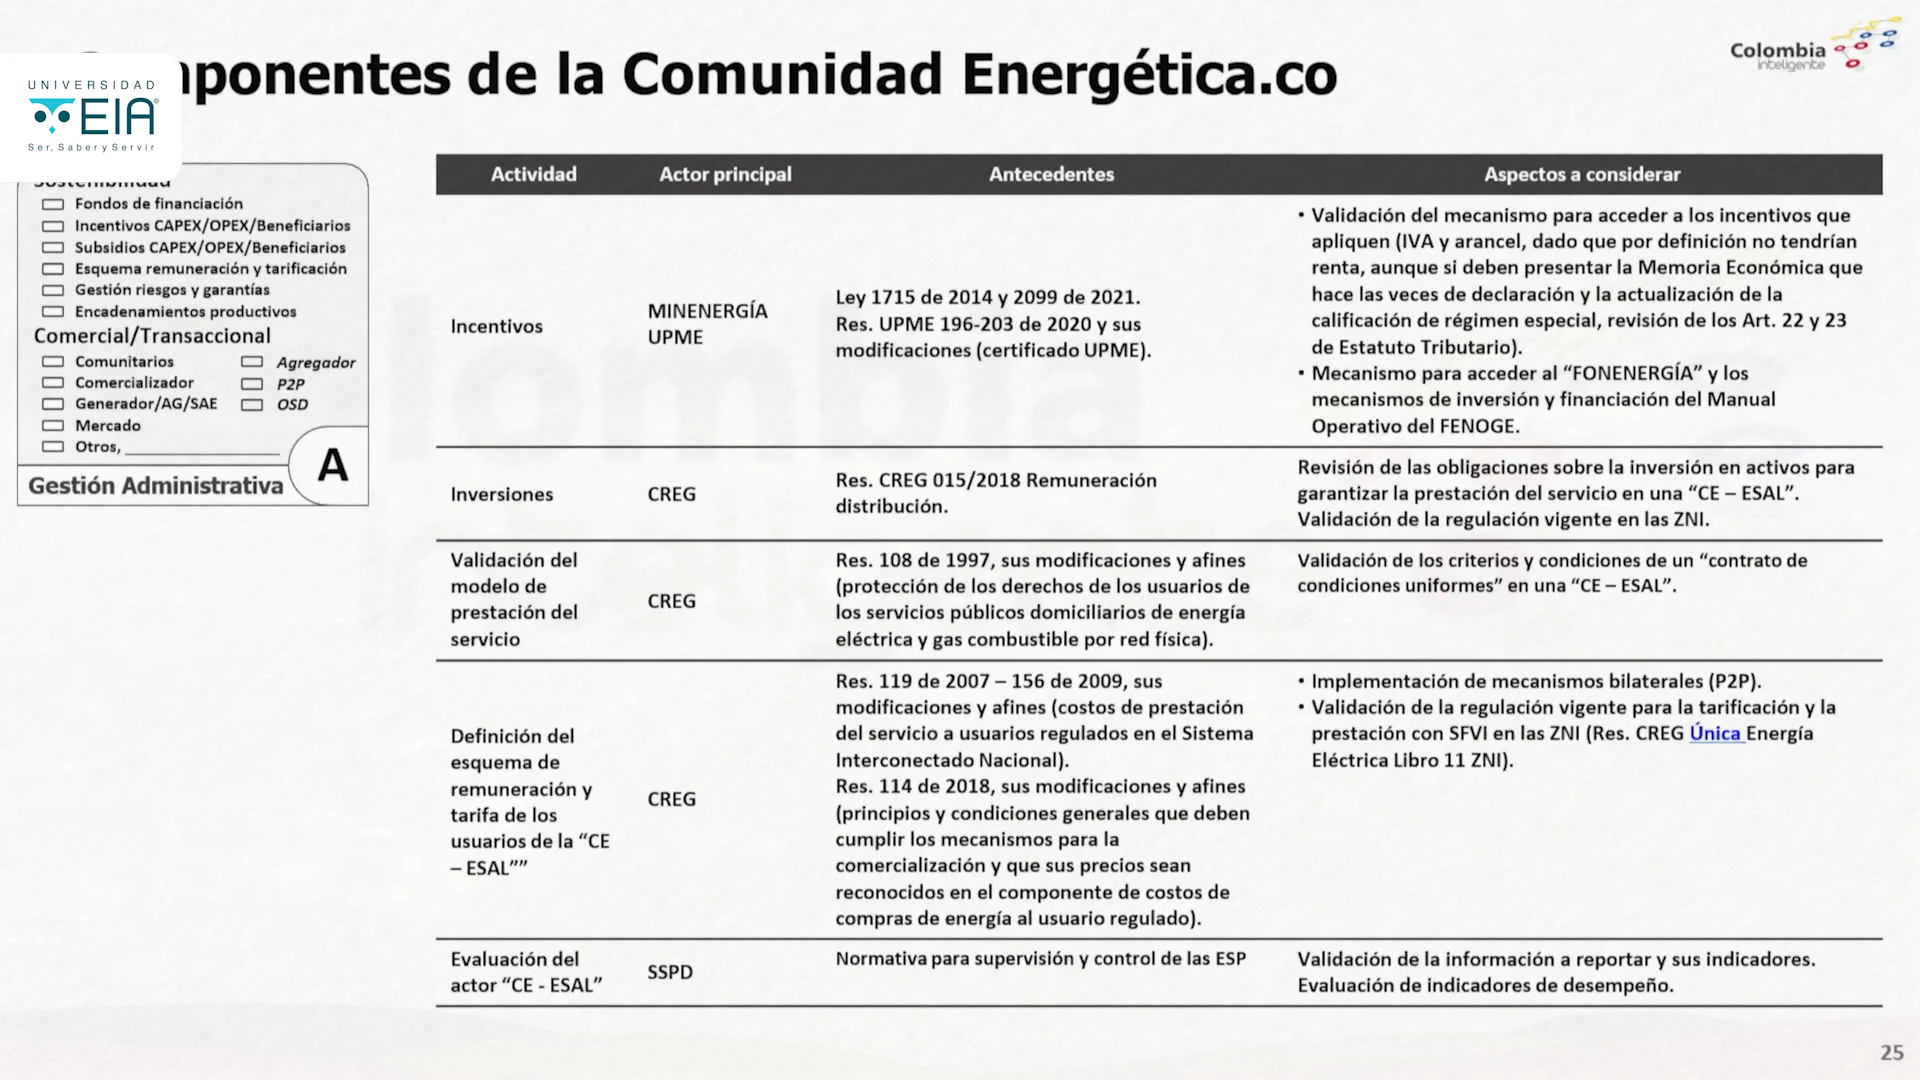 mponentes de la Comunidad Energética.co
Colombia
inteligente
UNIVERSIDAD
EIA
Ser, Saber y Servir
Sostenibilidad
Fondos de financiación
Incentivos CAPEX/OPEX/Beneficiarios
Subsidios CAPEX/OPEX/Beneficiarios
Esquema remuneración y tarificación
Gestión riesgos y garantías
Encadenamientos productivos
Comercial/Transaccional
Comunitarios Agregador
Comercializador P2P
Generador/AG/SAE OSD
Mercado
Otros, ____________________
A
Gestión Administrativa
Actividad Actor principal Antecedentes Aspectos a considerar
Incentivos
MINENERGÍA
UPME
Ley 1715 de 2014 y 2099 de 2021.
Res. UPME 196-203 de 2020 y sus
modificaciones (certificado UPME).
• Validación del mecanismo para acceder a los incentivos que
apliquen (IVA y arancel, dado que por definición no tendrían
renta, aunque si deben presentar la Memoria Económica que
hace las veces de declaración y la actualización de la
calificación de régimen especial, revisión de los Art. 22 y 23
de Estatuto Tributario).
• Mecanismo para acceder al “FONENERGÍA” y los
mecanismos de inversión y financiación del Manual
Operativo del FENOGE.
Inversiones
CREG
Res. CREG 015/2018 Remuneración
distribución.
Revisión de las obligaciones sobre la inversión en activos para
garantizar la prestación del servicio en una “CE – ESAL”.
Validación de la regulación vigente en las ZNI.
Validación del
modelo de
prestación del
servicio
CREG
Res. 108 de 1997, sus modificaciones y afines
(protección de los derechos de los usuarios de
los servicios públicos domiciliarios de energía
eléctrica y gas combustible por red física).
Validación de los criterios y condiciones de un “contrato de
condiciones uniformes” en una “CE – ESAL”.
Definición del
esquema de
remuneración y
tarifa de los
usuarios de la “CE
– ESAL””
CREG
Res. 119 de 2007 – 156 de 2009, sus
modificaciones y afines (costos de prestación
del servicio a usuarios regulados en el Sistema
Interconectado Nacional).
Res. 114 de 2018, sus modificaciones y afines
(principios y condiciones generales que deben
cumplir los mecanismos para la
comercialización y que sus precios sean
reconocidos en el componente de costos de
compras de energía al usuario regulado).
• Implementación de mecanismos bilaterales (P2P).
• Validación de la regulación vigente para la tarificación y la
prestación con SFVI en las ZNI (Res. CREG Única Energía
Eléctrica Libro 11 ZNI).
Evaluación del
actor “CE - ESAL”
SSPD
Normativa para supervisión y control de las ESP
Validación de la información a reportar y sus indicadores.
Evaluación de indicadores de desempeño.
25